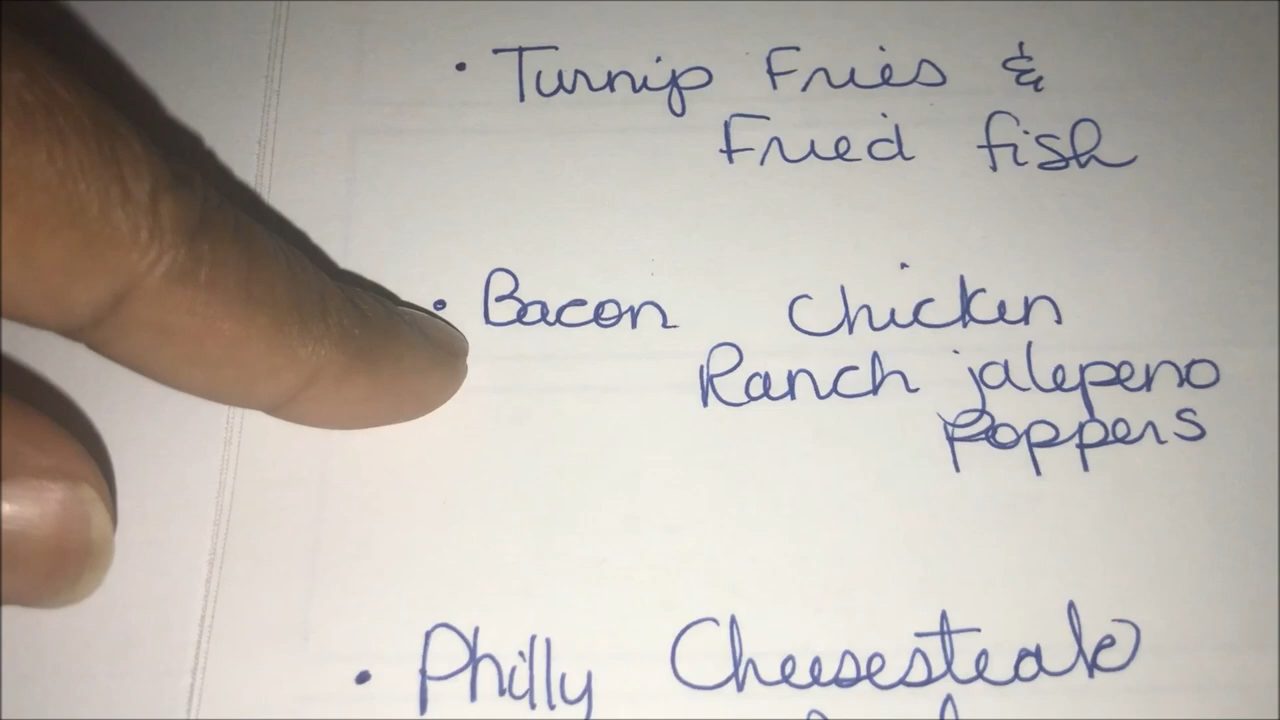 • Turnip Fries &
Fried fish
• Bacon Chicken
Ranch jalepeno
Poppers
• Philly Cheesesteak